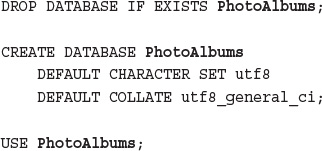 DROP DATABASE IF EXISTS PhotoAlbums;
CREATE DATABASE PhotoAlbums
DEFAULT CHARACTER SET utf8
DEFAULT COLLATE utf8_general_ci;
USE PhotoAlbums;